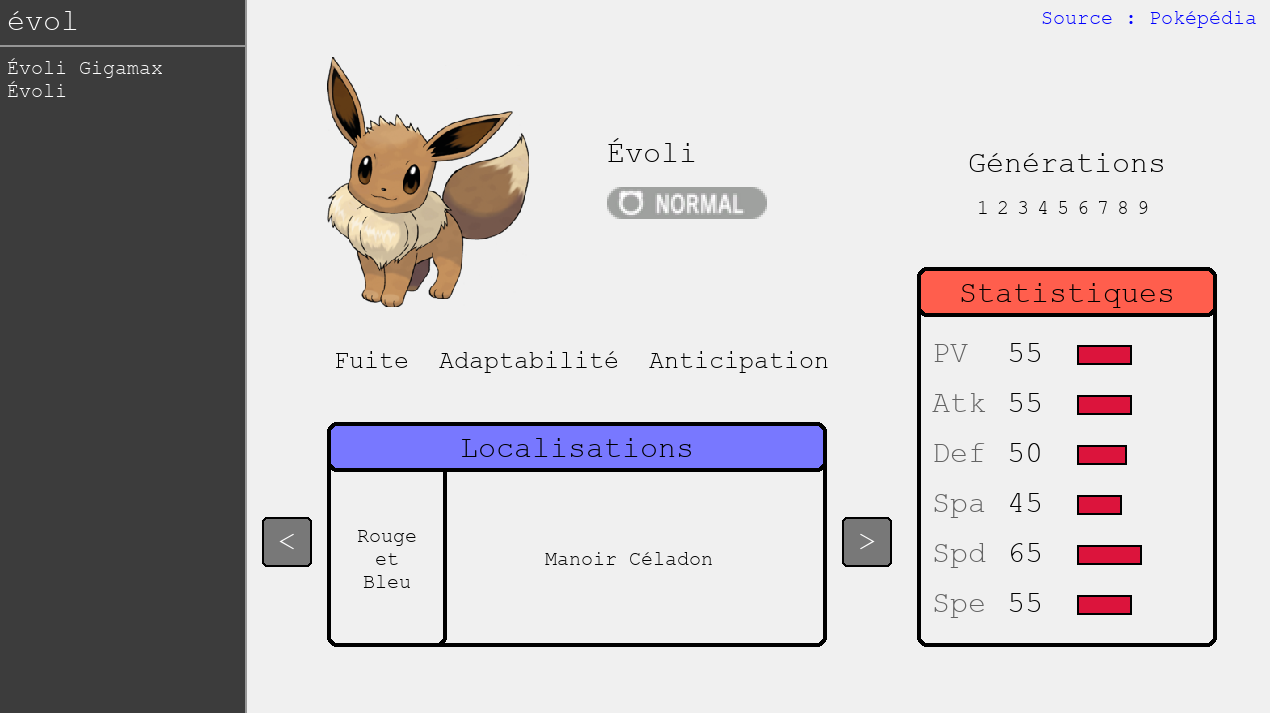 évol
Évoli Gigamax
Évoli
Source : Poképédia
Évoli
NORMAL
Générations
1 2 3 4 5 6 7 8 9
Fuite Adaptabilité Anticipation
Localisations
<
Rouge
et
Bleu
Manoir Céladon
>
Statistiques
PV 55
Atk 55
Def 50
Spa 45
Spd 65
Spe 55